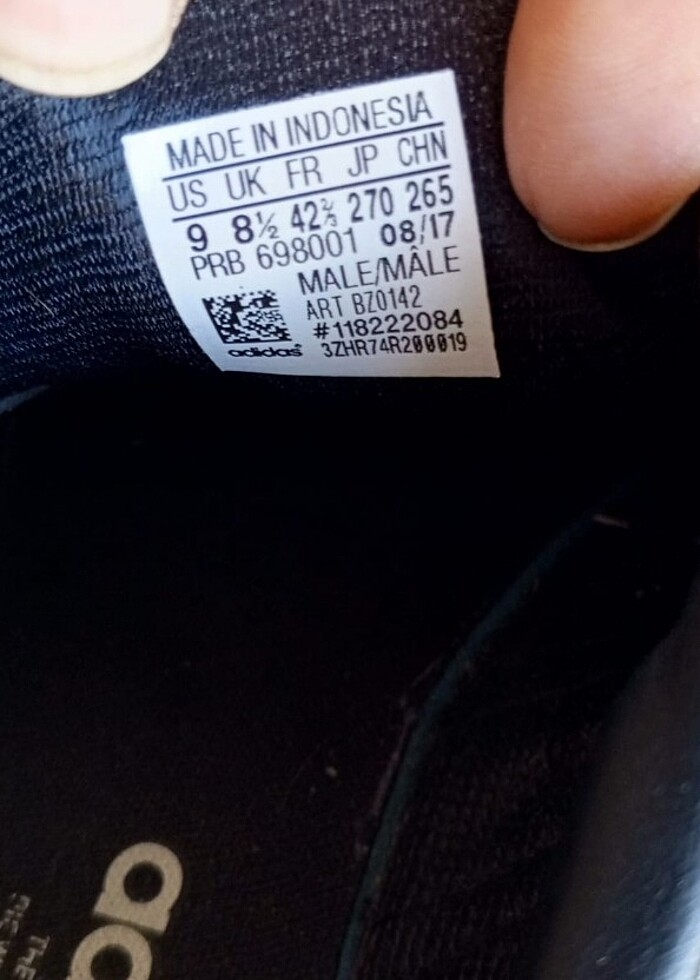 MADE IN INDONESIA
US UK FR JP CHN
9 8½ 42⅔ 270 265
PRB 698001 08/17
MALE/MÂLE
ART BZ0142
#118222084
adidas 3ZHR74R200019
THE